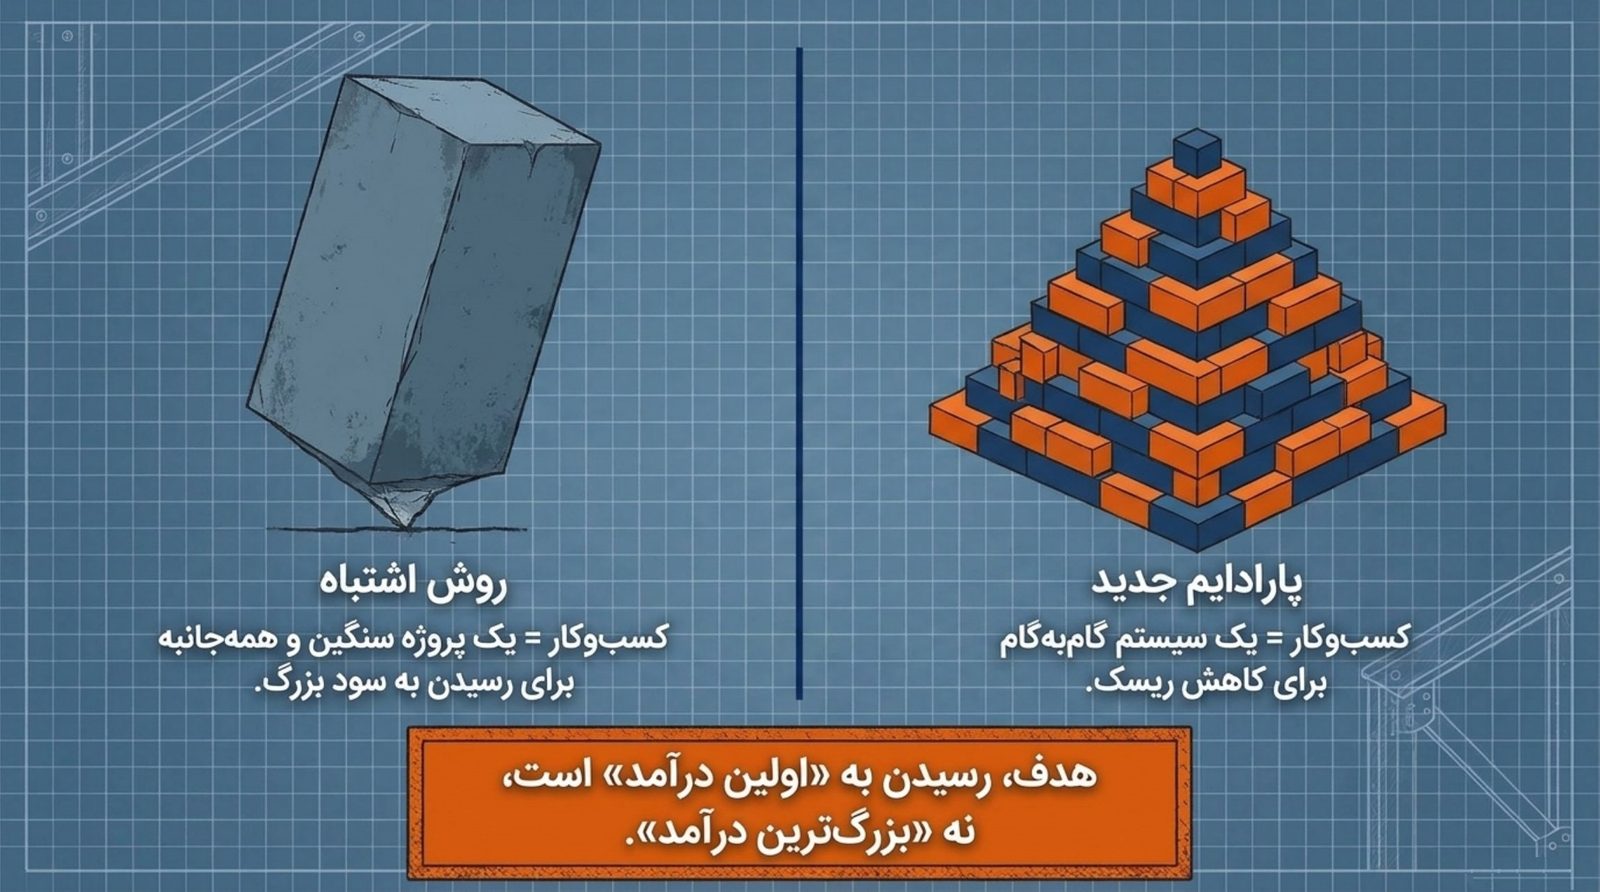 پارادایم جدید
کسب‌وکار = یک سیستم گام‌به‌گام
برای کاهش ریسک.
روش اشتباه
کسب‌وکار = یک پروژه سنگین و همه‌جانبه
برای رسیدن به سود بزرگ.
هدف، رسیدن به «اولین درآمد» است،
نه «بزرگ‌ترین درآمد».